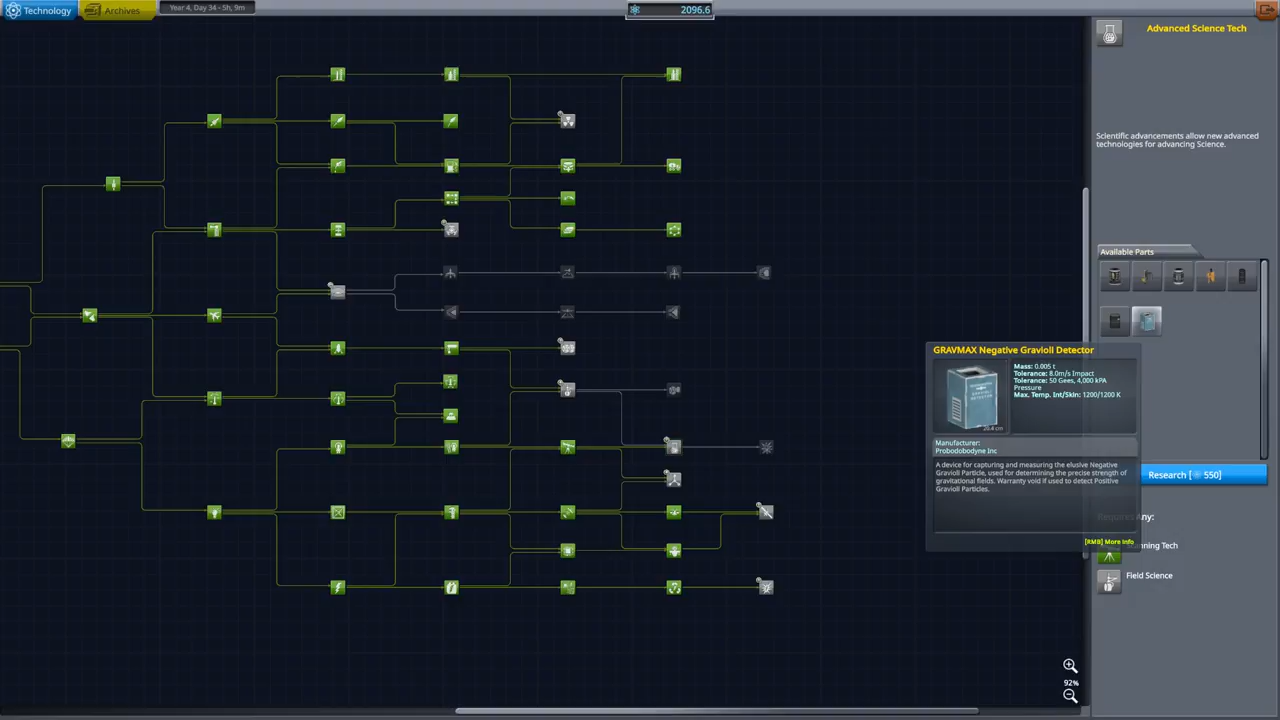 Technology
Archives
Year 4, Day 34 - 5h, 9m
2096.6
Advanced Science Tech
Scientific advancements allow new advanced
technologies for advancing Science.
Available Parts
GRAVMAX Negative Gravioli Detector
Mass: 0.005 t
Tolerance: 8.0m/s Impact
Tolerance: 50 Gees, 4,000 kPa
Pressure
Max. Temp. Int/Skin: 1200/1200 K
Manufacturer:
Probodobodyne Inc
A device for capturing and measuring the elusive Negative
Gravioli Particle, used for determining the precise strength of
gravitational fields. Warranty void if used to detect Positive
Gravioli Particles.
[RMB] More Info
Research [ 550]
Requires Any:
Scanning Tech
Field Science
92%